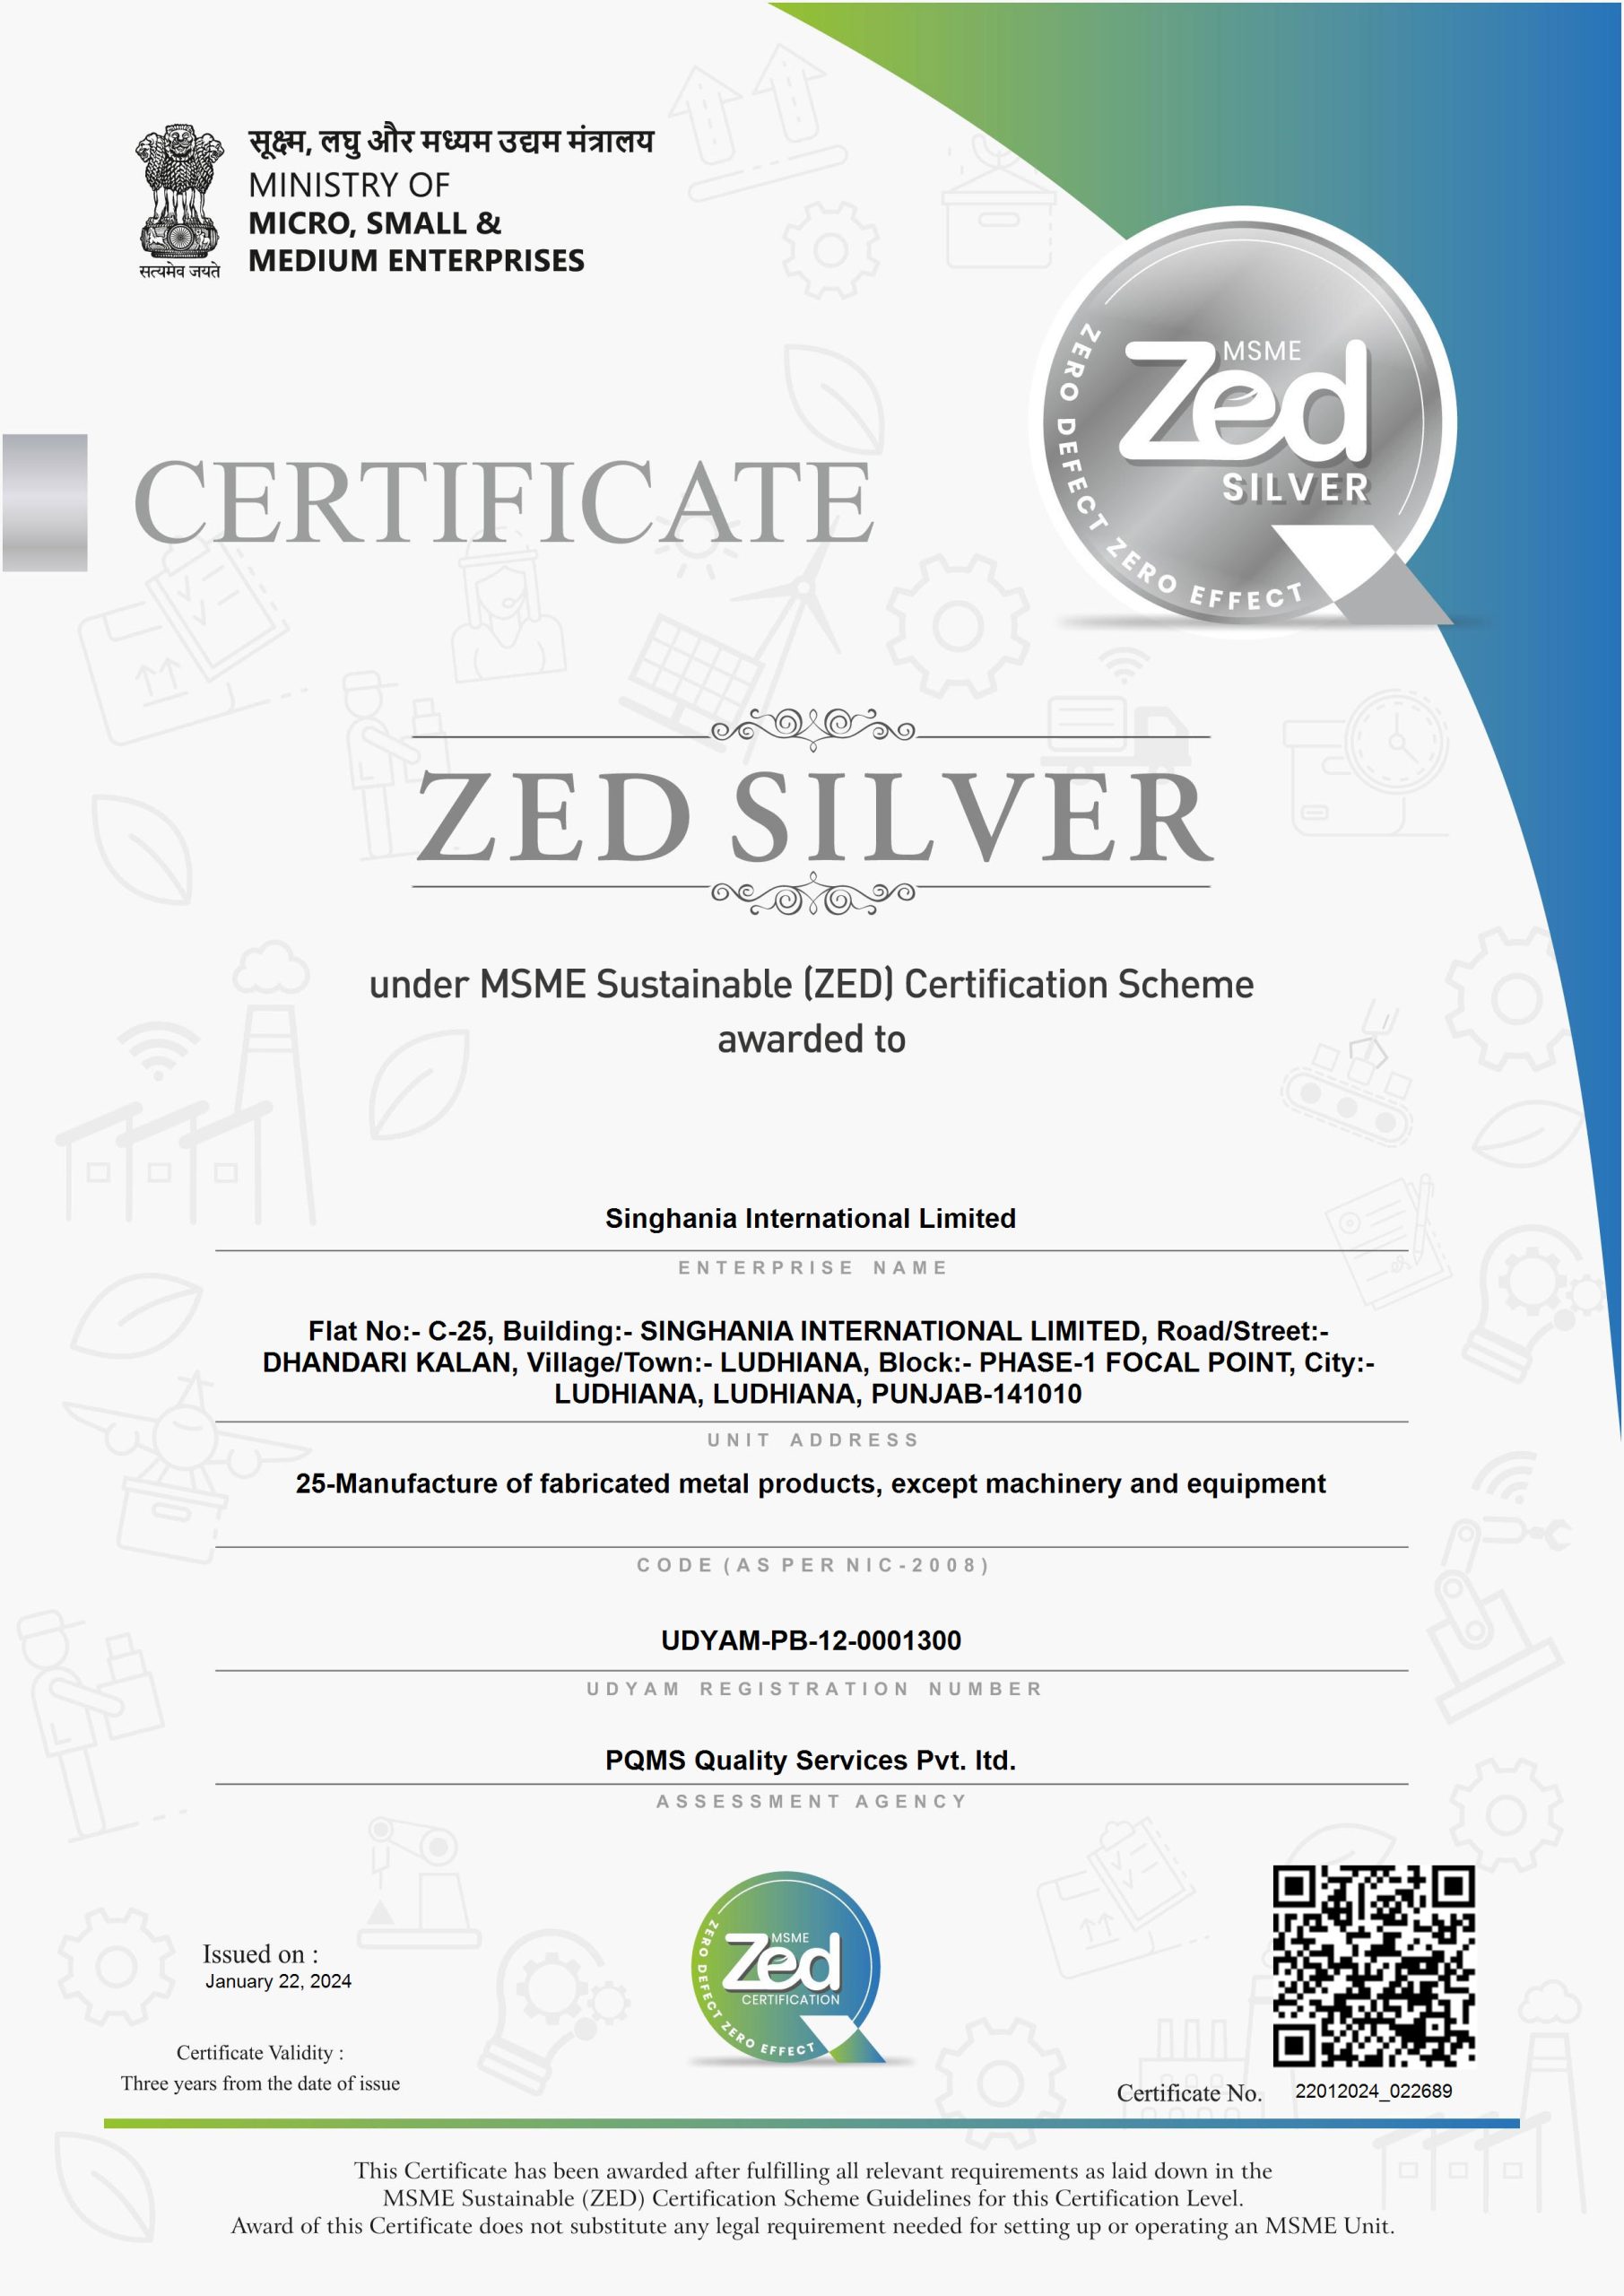 सूक्ष्म, लघु और मध्यम उद्यम मंत्रालय
MINISTRY OF
MICRO, SMALL &
MEDIUM ENTERPRISES
सत्यमेव जयते
MSME
Zed
SILVER
ZERO DEFECT ZERO EFFECT
CERTIFICATE
ZED SILVER
under MSME Sustainable (ZED) Certification Scheme
awarded to
Singhania International Limited
ENTERPRISE NAME
Flat No:- C-25, Building:- SINGHANIA INTERNATIONAL LIMITED, Road/Street:-
DHANDARI KALAN, Village/Town:- LUDHIANA, Block:- PHASE-1 FOCAL POINT, City:-
LUDHIANA, LUDHIANA, PUNJAB-141010
UNIT ADDRESS
25-Manufacture of fabricated metal products, except machinery and equipment
CODE (AS PER NIC-2008)
UDYAM-PB-12-0001300
UDYAM REGISTRATION NUMBER
PQMS Quality Services Pvt. ltd.
ASSESSMENT AGENCY
Issued on :
January 22, 2024
Certificate Validity :
Three years from the date of issue
MSME
Zed
CERTIFICATION
ZERO DEFECT ZERO EFFECT
Certificate No. 22012024_022689
This Certificate has been awarded after fulfilling all relevant requirements as laid down in the
MSME Sustainable (ZED) Certification Scheme Guidelines for this Certification Level.
Award of this Certificate does not substitute any legal requirement needed for setting up or operating an MSME Unit.